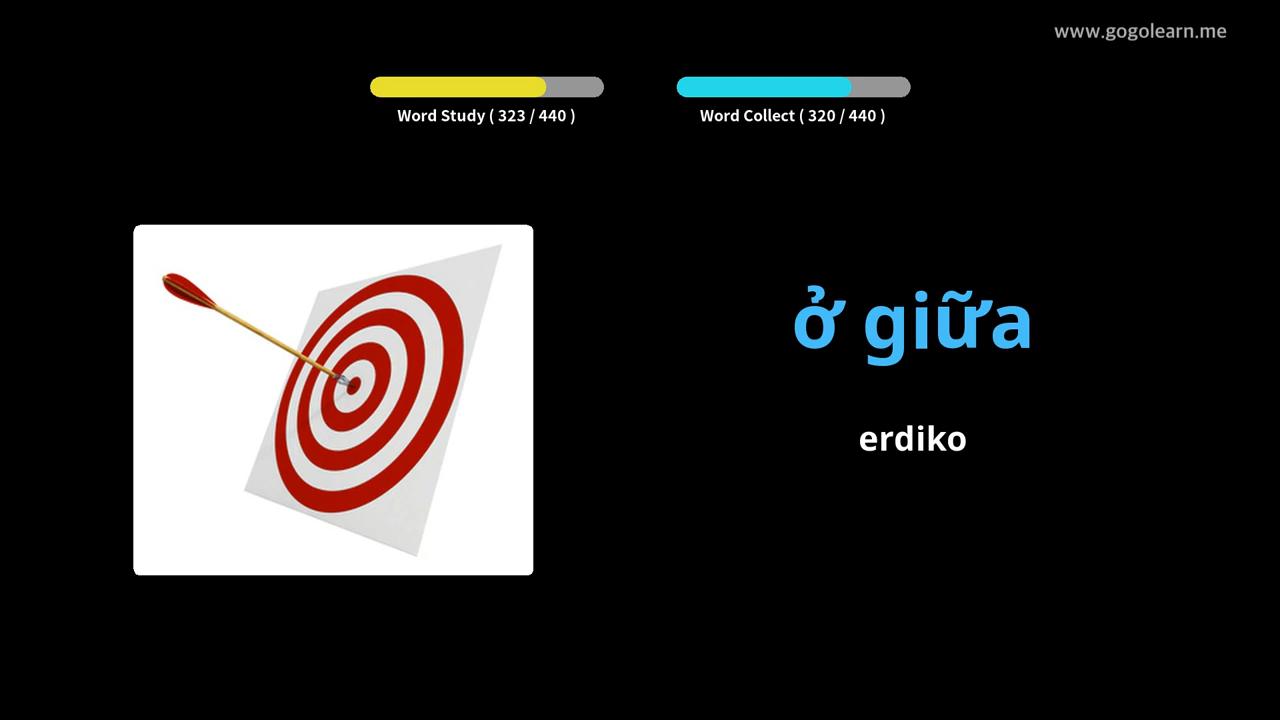 www.gogolearn.me
Word Study ( 323 / 440 )
Word Collect ( 320 / 440 )
ở giữa
erdiko